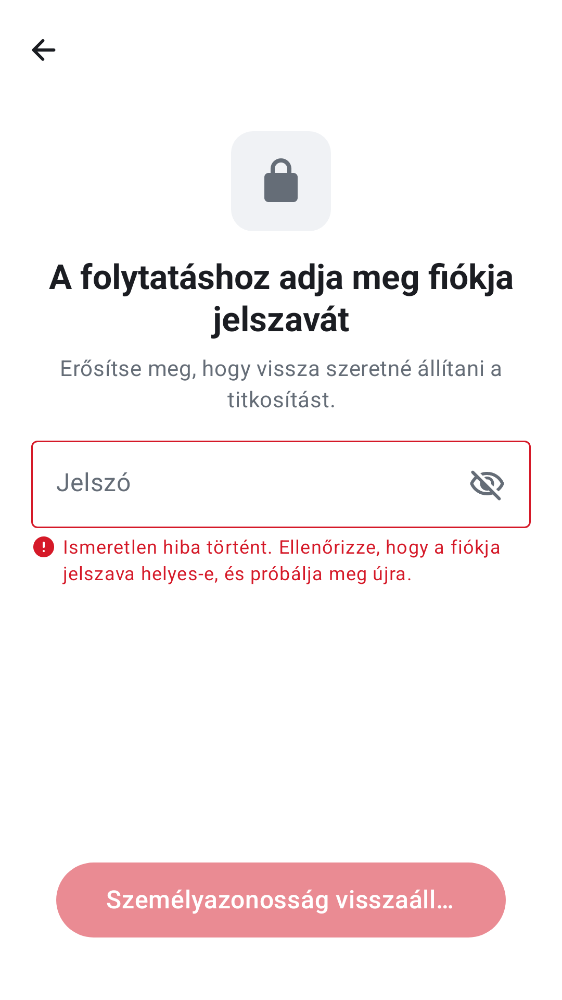 A folytatáshoz adja meg fiókja
jelszavát
Erősítse meg, hogy vissza szeretné állítani a
titkosítást.
Jelszó
Ismeretlen hiba történt. Ellenőrizze, hogy a fiókja
jelszava helyes-e, és próbálja meg újra.
Személyazonosság visszaáll…